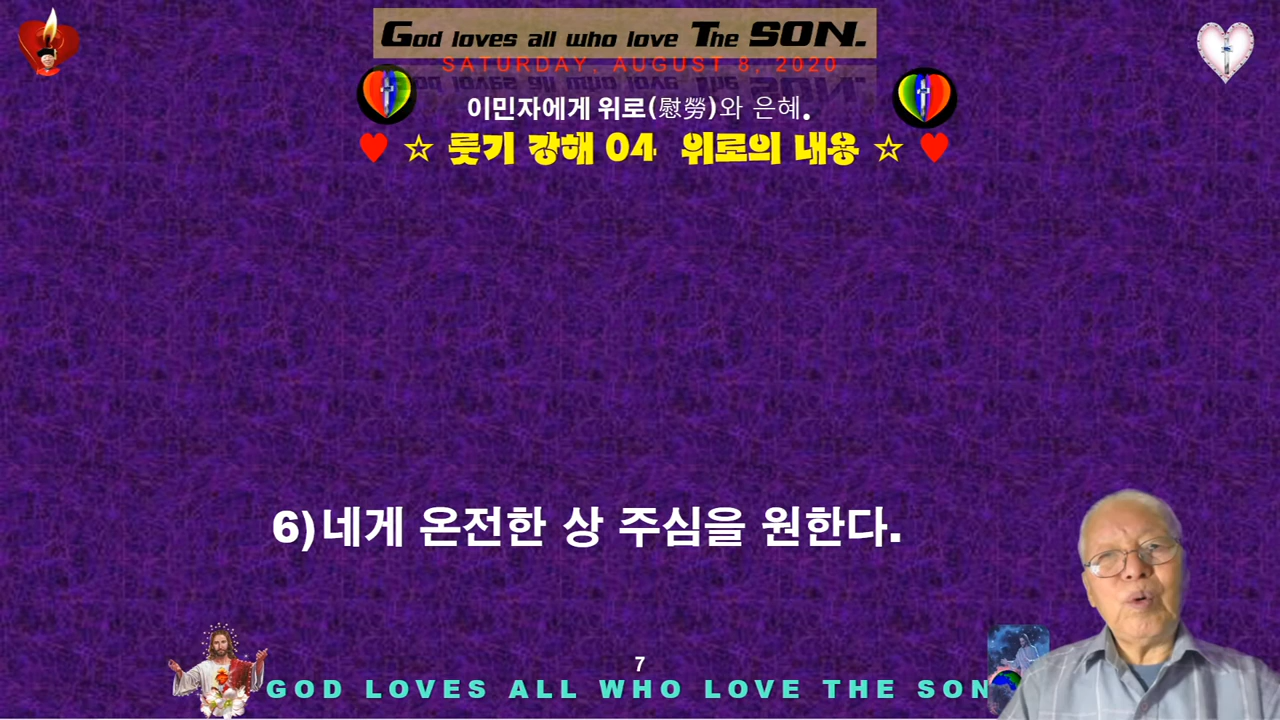 God loves all who love The SON.
SATURDAY, AUGUST 8, 2020
이민자에게 위로(慰勞)와 은혜.
♥ ☆ 룻기 강해 04 위로의 내용 ☆ ♥
6)네게 온전한 상 주심을 원한다.
7
GOD LOVES ALL WHO LOVE THE SON